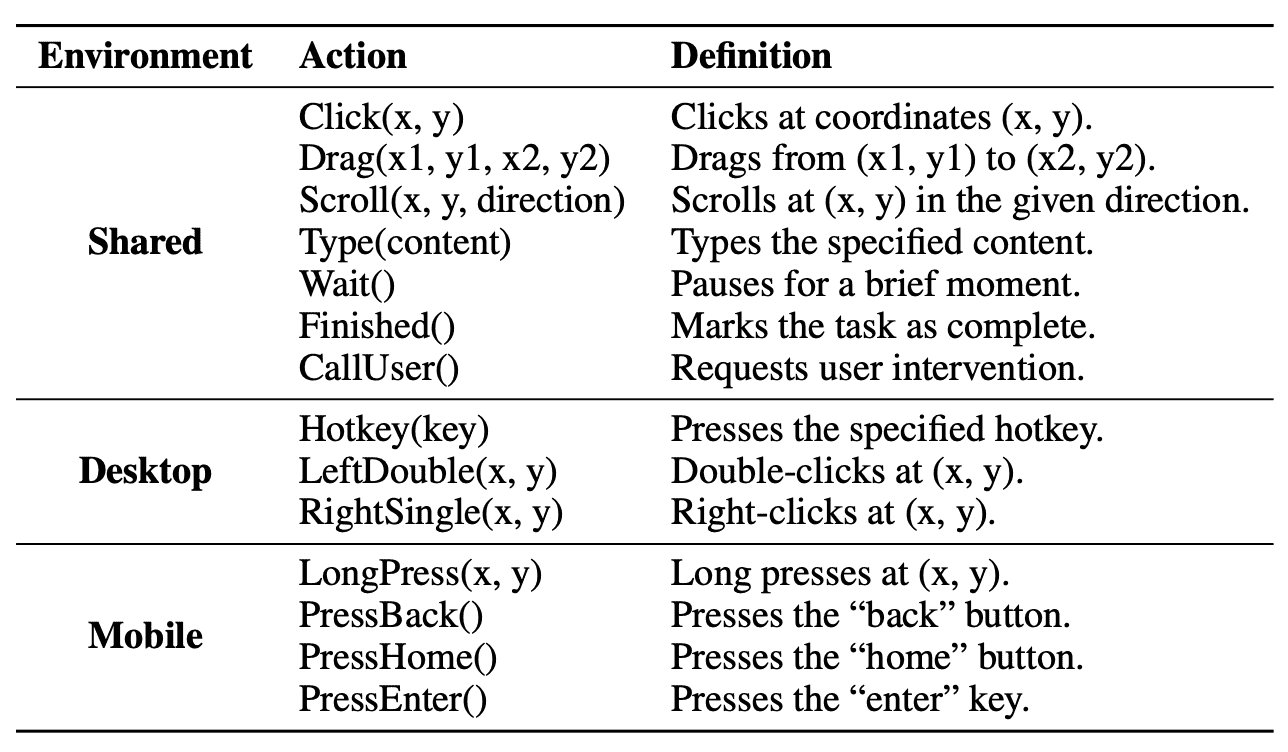 Environment Action Definition
Click(x, y) Clicks at coordinates (x, y).
Drag(x1, y1, x2, y2) Drags from (x1, y1) to (x2, y2).
Scroll(x, y, direction) Scrolls at (x, y) in the given direction.
Shared Type(content) Types the specified content.
Wait() Pauses for a brief moment.
Finished() Marks the task as complete.
CallUser() Requests user intervention.
Hotkey(key) Presses the specified hotkey.
Desktop LeftDouble(x, y) Double-clicks at (x, y).
RightSingle(x, y) Right-clicks at (x, y).
LongPress(x, y) Long presses at (x, y).
PressBack() Presses the “back” button.
Mobile
PressHome() Presses the “home” button.
PressEnter() Presses the “enter” key.